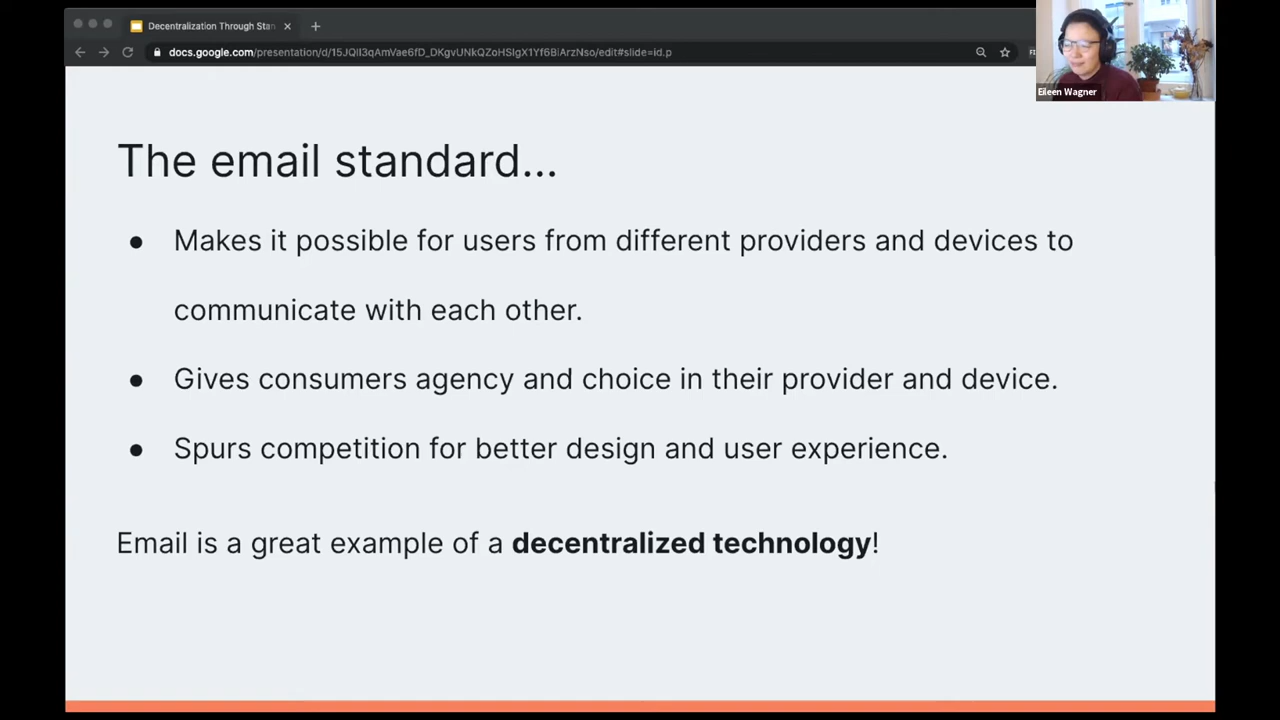 Decentralization Through Stan
docs.google.com/presentation/d/15JQlI3qAmVae6fD_DKgvUNkQZoHSIgX1Yf6BiArzNso/edit#slide=id.p
Eileen Wagner
The email standard...
● Makes it possible for users from different providers and devices to
communicate with each other.
● Gives consumers agency and choice in their provider and device.
● Spurs competition for better design and user experience.
Email is a great example of a decentralized technology!